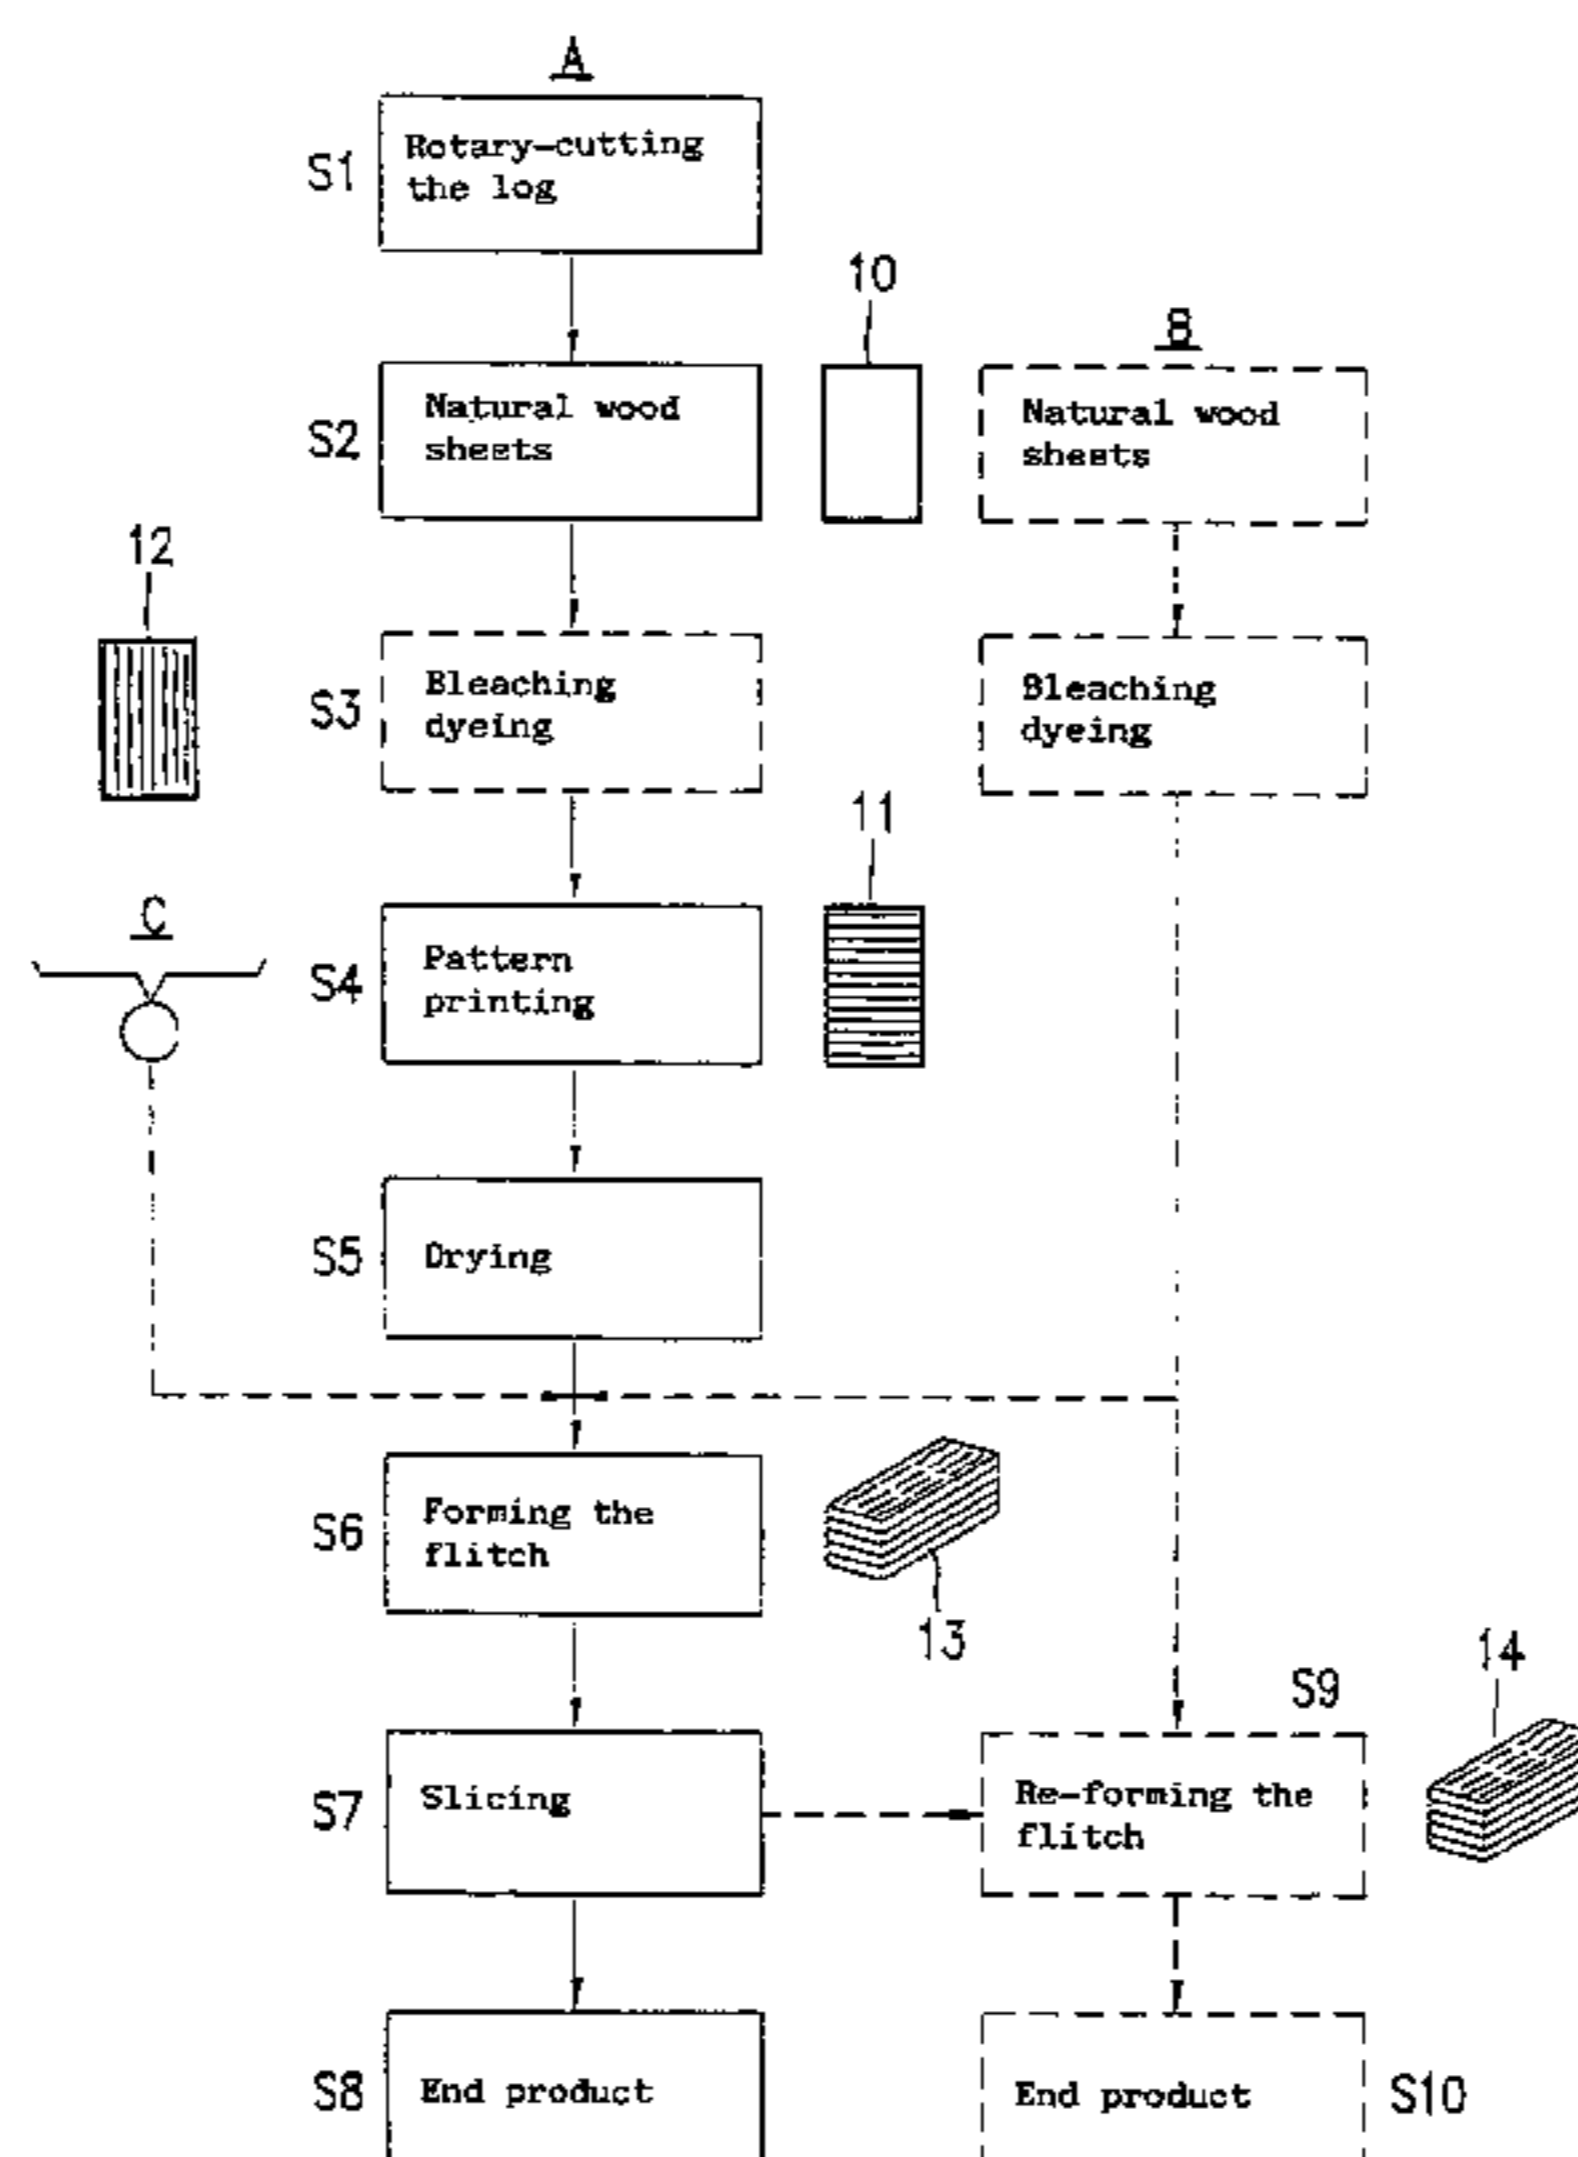 A
S1
Rotary-cutting
the log
10
B
S2
Natural wood
sheets
Natural wood
sheets
12
S3
Bleaching
dyeing
Bleaching
dyeing
11
C
S4
Pattern
printing
S5
Drying
S6
Forming the
flitch
13
S9
14
S7
Slicing
Re-forming the
flitch
S8
End product
End product
S10